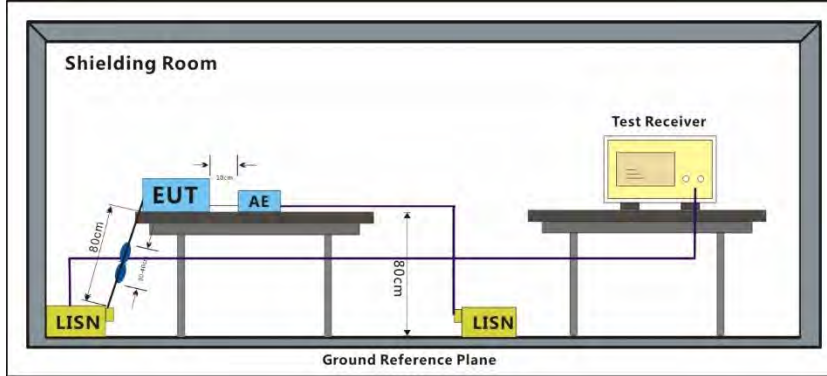 Shielding Room
Test Receiver
10cm
EUT
AE
80cm
80cm
LISN
LISN
Ground Reference Plane